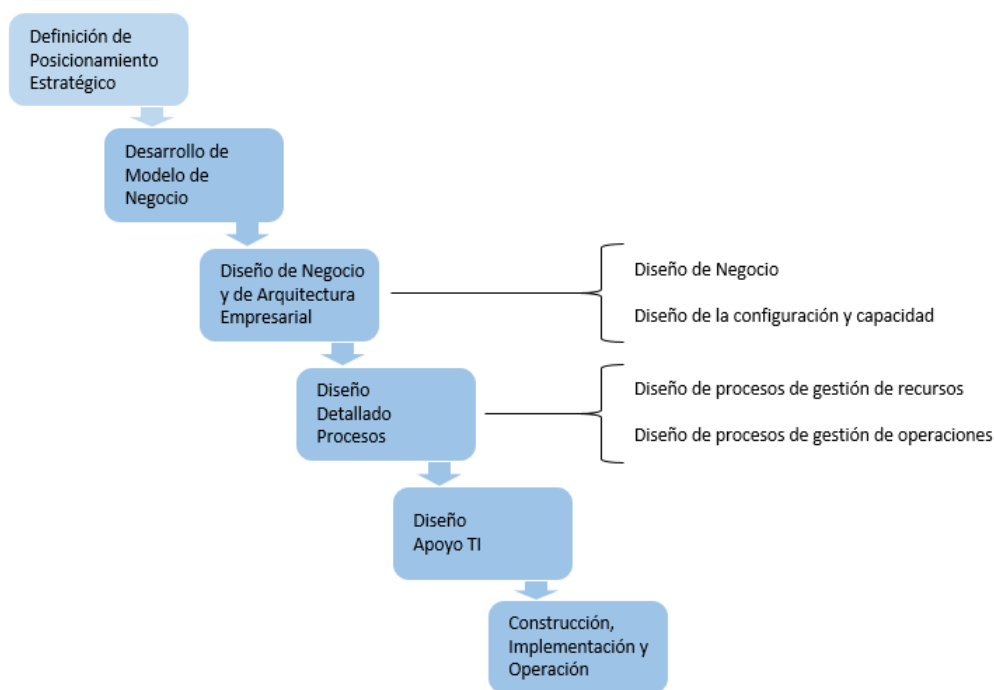 Definición de
Posicionamiento
Estratégico
Desarrollo de
Modelo de
Negocio
Diseño de Negocio
y de Arquitectura
Empresarial
Diseño de Negocio
Diseño de la configuración y capacidad
Diseño
Detallado
Procesos
Diseño de procesos de gestión de recursos
Diseño de procesos de gestión de operaciones
Diseño
Apoyo TI
Construcción,
Implementación y
Operación